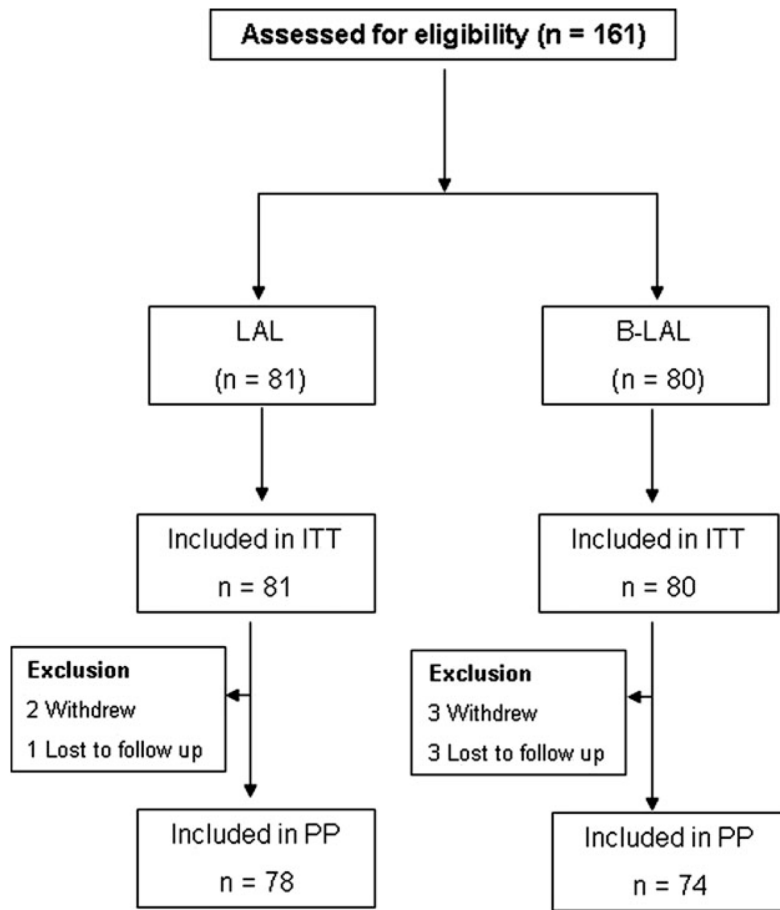 Assessed for eligibility (n = 161)
LAL
(n = 81)
B-LAL
(n = 80)
Included in ITT
n = 81
Included in ITT
n = 80
Exclusion
2 Withdrew
1 Lost to follow up
Exclusion
3 Withdrew
3 Lost to follow up
Included in PP
n = 78
Included in PP
n = 74